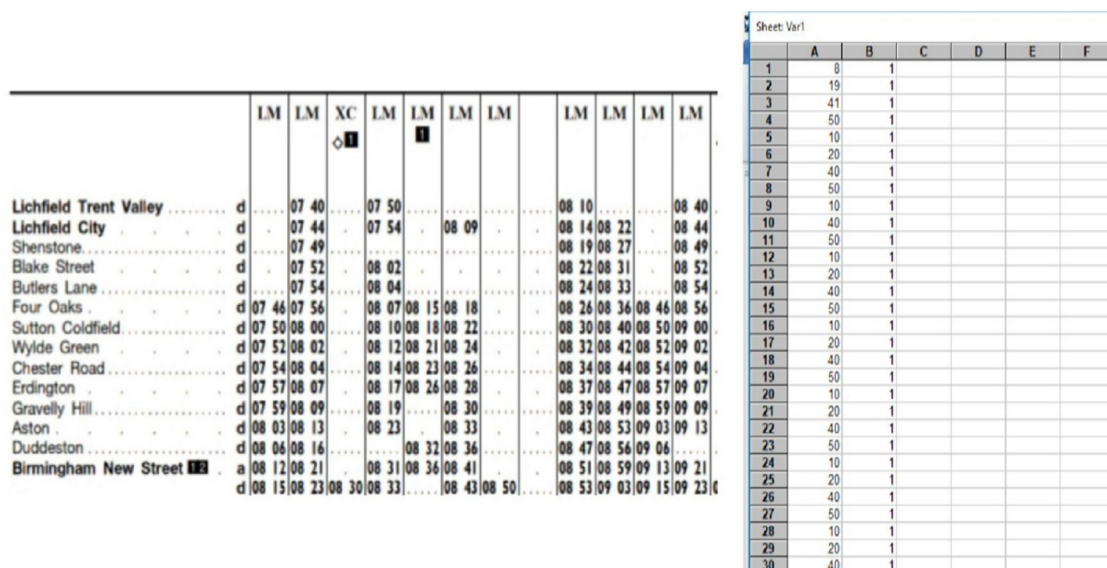 LM LM XC LM LM LM LM LM LM LM LM
◇1 1
Lichfield Trent Valley d 07 40 07 50 08 10 08 40
Lichfield City d 07 44 07 54 08 09 08 14 08 22 08 44
Shenstone d 07 49 08 19 08 27 08 49
Blake Street d 07 52 08 02 08 22 08 31 08 52
Butlers Lane d 07 54 08 04 08 24 08 33 08 54
Four Oaks d 07 46 07 56 08 07 08 15 08 18 08 26 08 36 08 46 08 56
Sutton Coldfield d 07 50 08 00 08 10 08 18 08 22 08 30 08 40 08 50 09 00
Wylde Green d 07 52 08 02 08 12 08 21 08 24 08 32 08 42 08 52 09 02
Chester Road d 07 54 08 04 08 14 08 23 08 26 08 34 08 44 08 54 09 04
Erdington d 07 57 08 07 08 17 08 26 08 28 08 37 08 47 08 57 09 07
Gravelly Hill d 07 59 08 09 08 19 08 30 08 39 08 49 08 59 09 09
Aston d 08 03 08 13 08 23 08 33 08 43 08 53 09 03 09 13
Duddeston d 08 06 08 16 08 32 08 36 08 47 08 56 09 06
Birmingham New Street 12 a 08 12 08 21 08 31 08 36 08 41 08 51 08 59 09 13 09 21
d 08 15 08 23 08 30 08 33 08 43 08 50 08 53 09 03 09 15 09 23
Sheet: Var1
A B C D E F
1 8 1
2 19 1
3 41 1
4 50 1
5 10 1
6 20 1
7 40 1
8 50 1
9 10 1
10 40 1
11 50 1
12 10 1
13 20 1
14 40 1
15 50 1
16 10 1
17 20 1
18 40 1
19 50 1
20 10 1
21 20 1
22 40 1
23 50 1
24 10 1
25 20 1
26 40 1
27 50 1
28 10 1
29 20 1
30 40 1